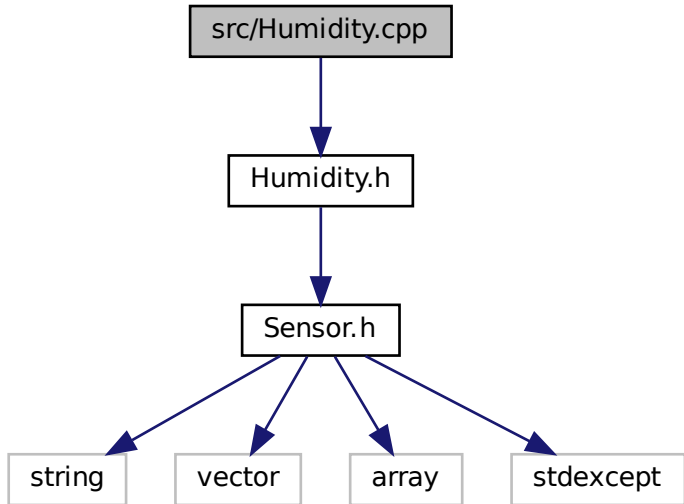 src/Humidity.cpp
Humidity.h
Sensor.h
string
vector
array
stdexcept